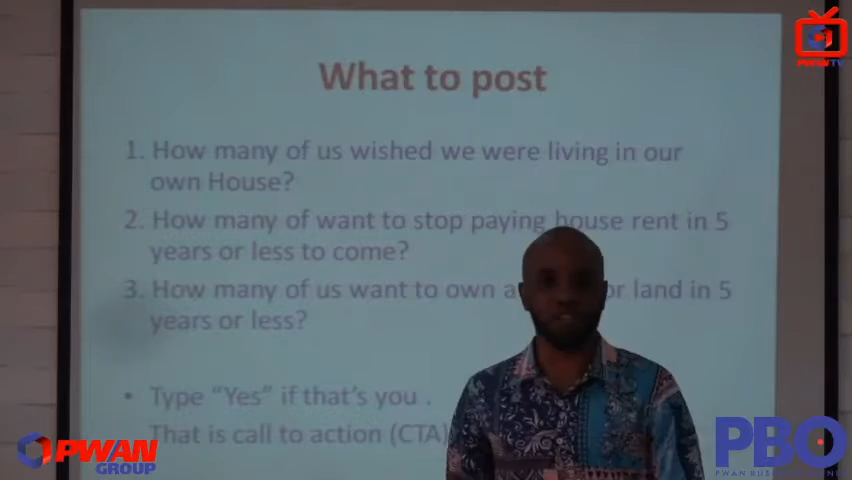 What to post
1. How many of us wished we were living in our
own House?
2. How many of want to stop paying house rent in 5
years or less to come?
3. How many of us want to own a or land in 5
years or less?
• Type "Yes" if that's you .
That is call to action (CTA)
PWAN
GROUP
PWANTV
PBO
PWAN